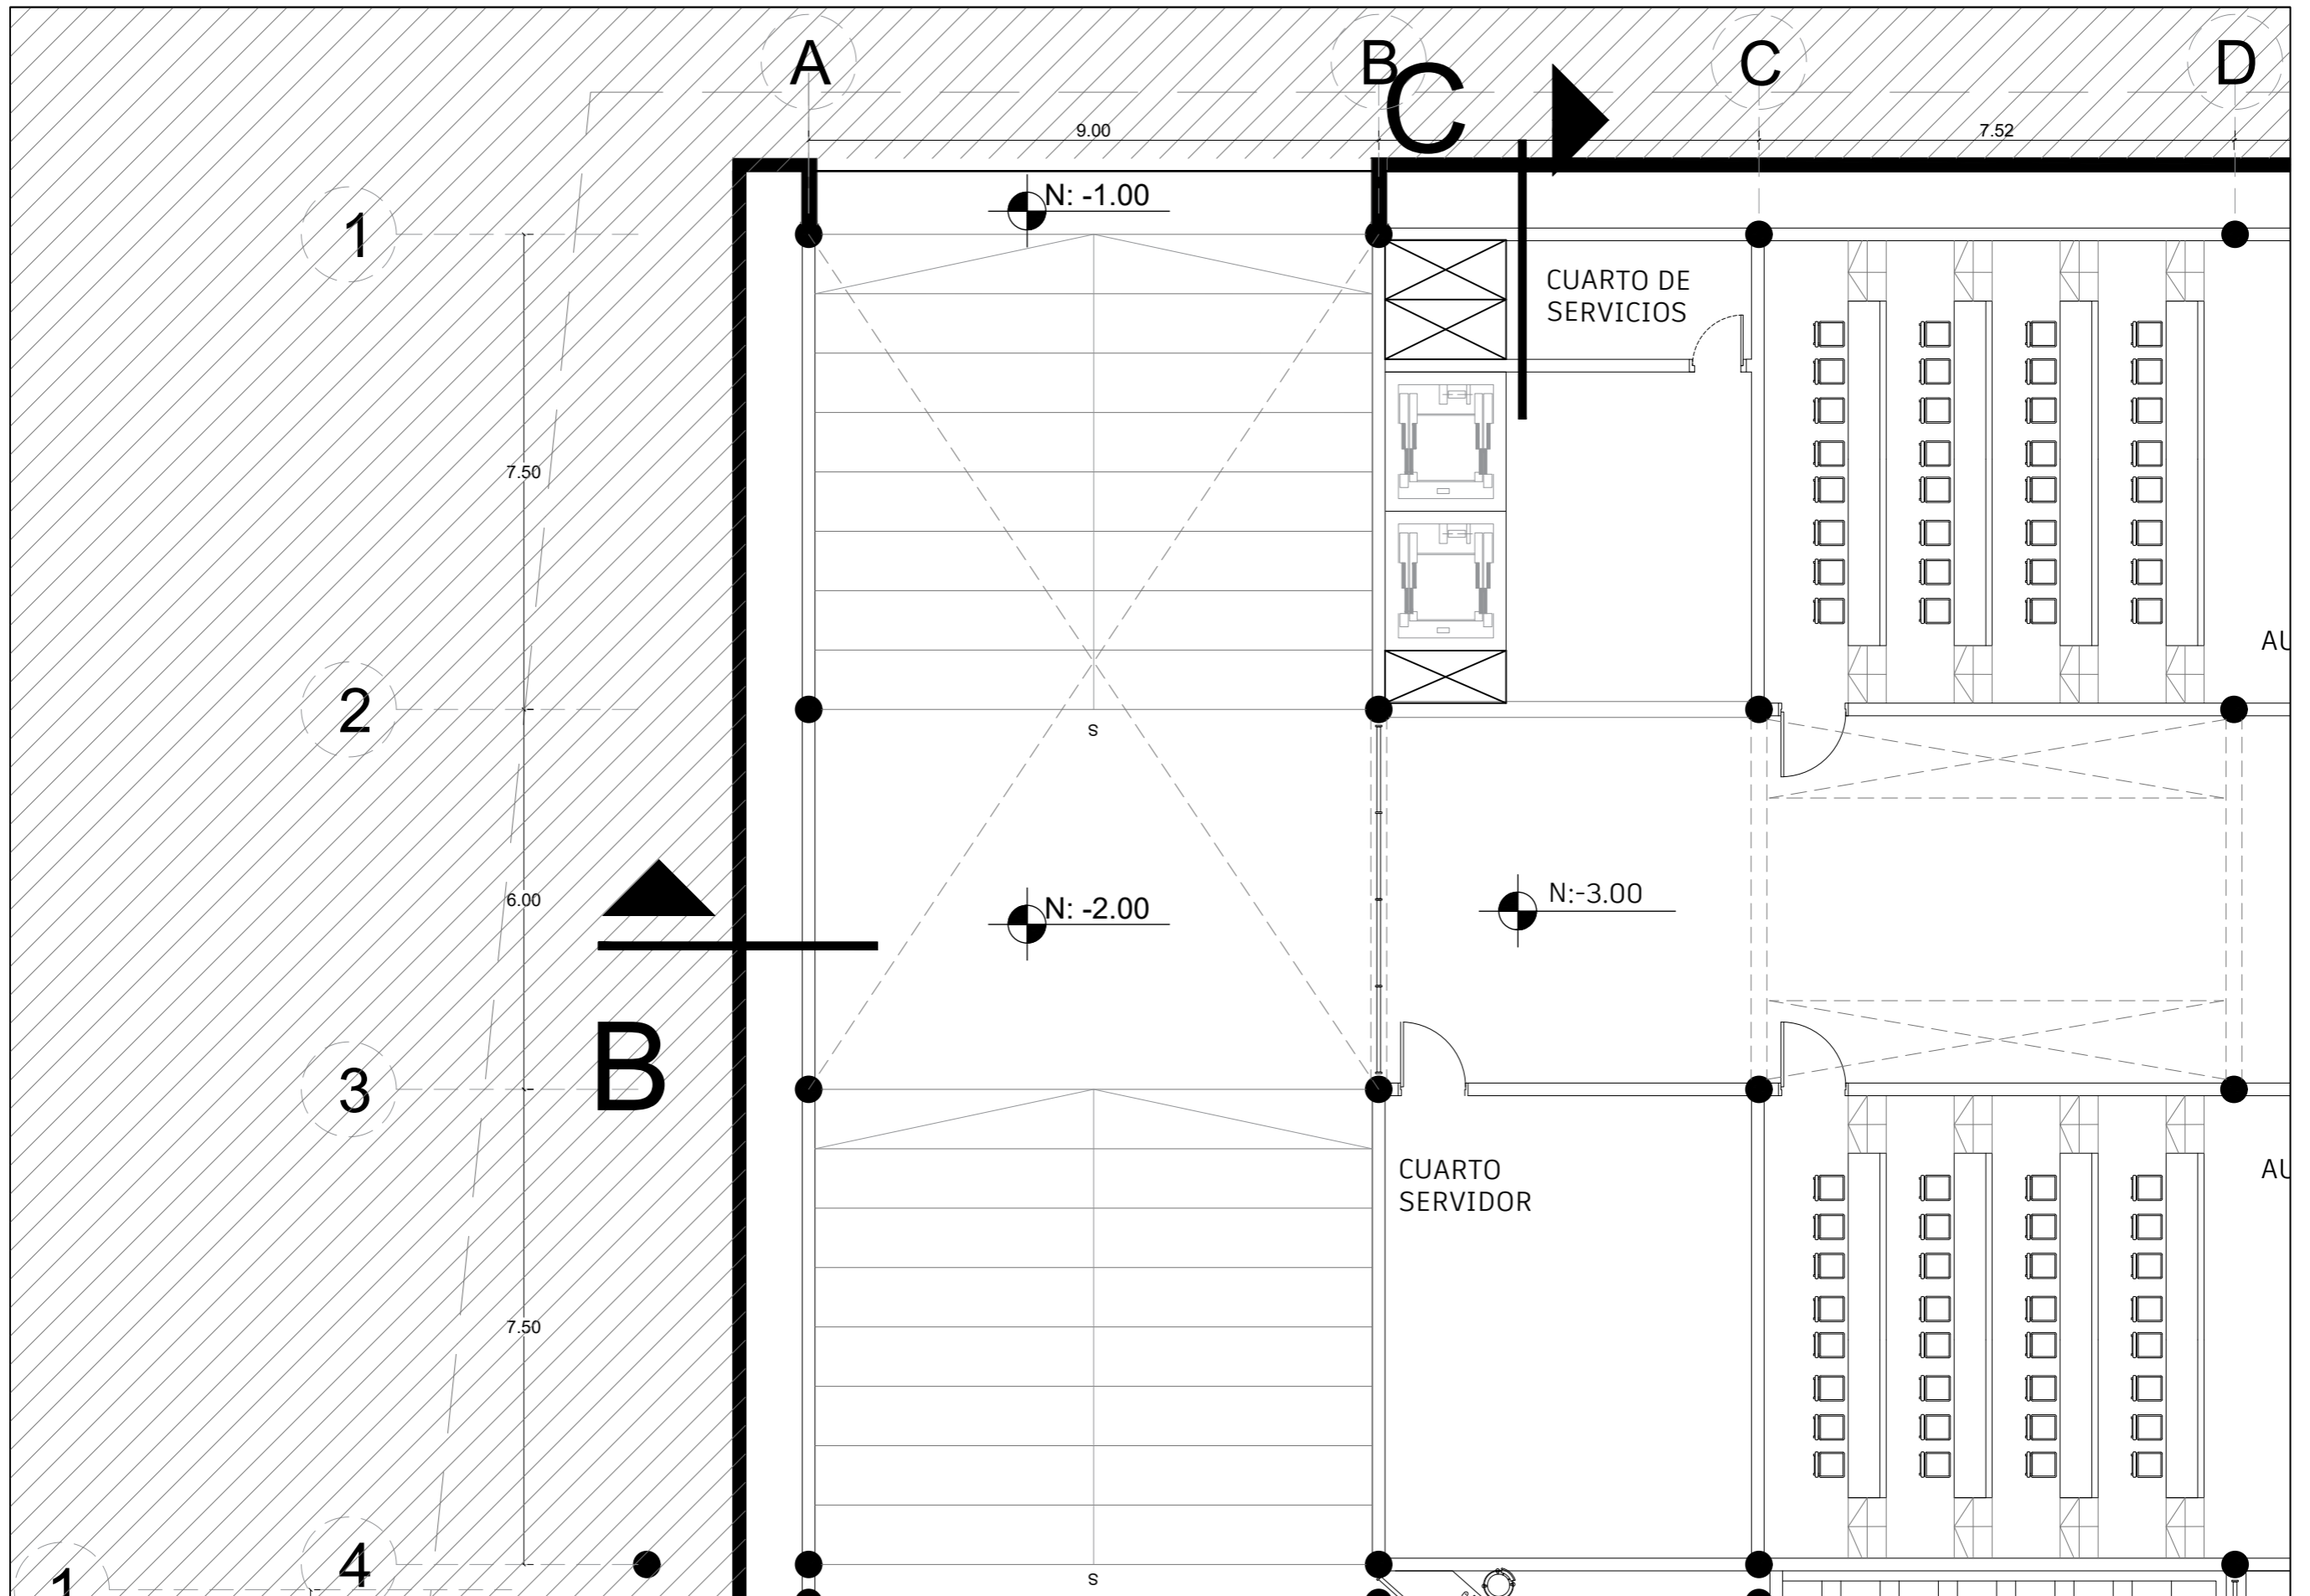 A
B
C
D
C
9.00
7.52
N: -1.00
1
CUARTO DE
SERVICIOS
7.50
AU
2
S
6.00
N: -2.00
N:-3.00
B
3
CUARTO
SERVIDOR
AU
7.50
4
1
S